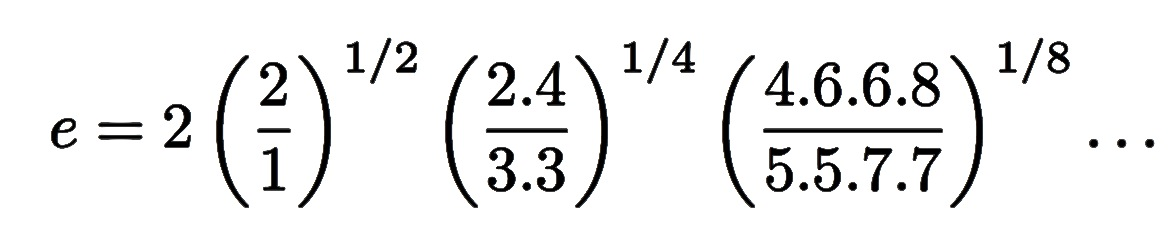 e = 2 (2/1)^{1/2} (2.4/3.3)^{1/4} (4.6.6.8/5.5.7.7)^{1/8} ...